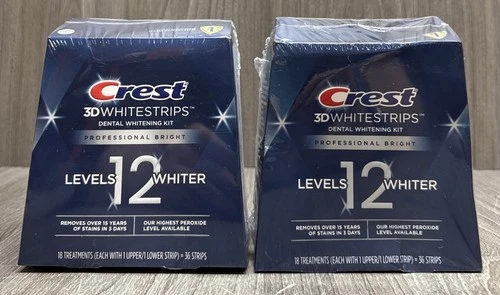 Crest
3DWHITESTRIPS™
DENTAL WHITENING KIT
PROFESSIONAL BRIGHT
LEVELS 12 WHITER
REMOVES OVER 15 YEARS
OF STAINS IN 3 DAYS
OUR HIGHEST PEROXIDE
LEVEL AVAILABLE
18 TREATMENTS (EACH WITH 1 UPPER/1 LOWER STRIP) = 36 STRIPS
Crest
3DWHITESTRIPS™
DENTAL WHITENING KIT
PROFESSIONAL BRIGHT
LEVELS 12 WHITER
REMOVES OVER 15 YEARS
OF STAINS IN 3 DAYS
OUR HIGHEST PEROXIDE
LEVEL AVAILABLE
18 TREATMENTS (EACH WITH 1 UPPER/1 LOWER STRIP) = 36 STRIPS